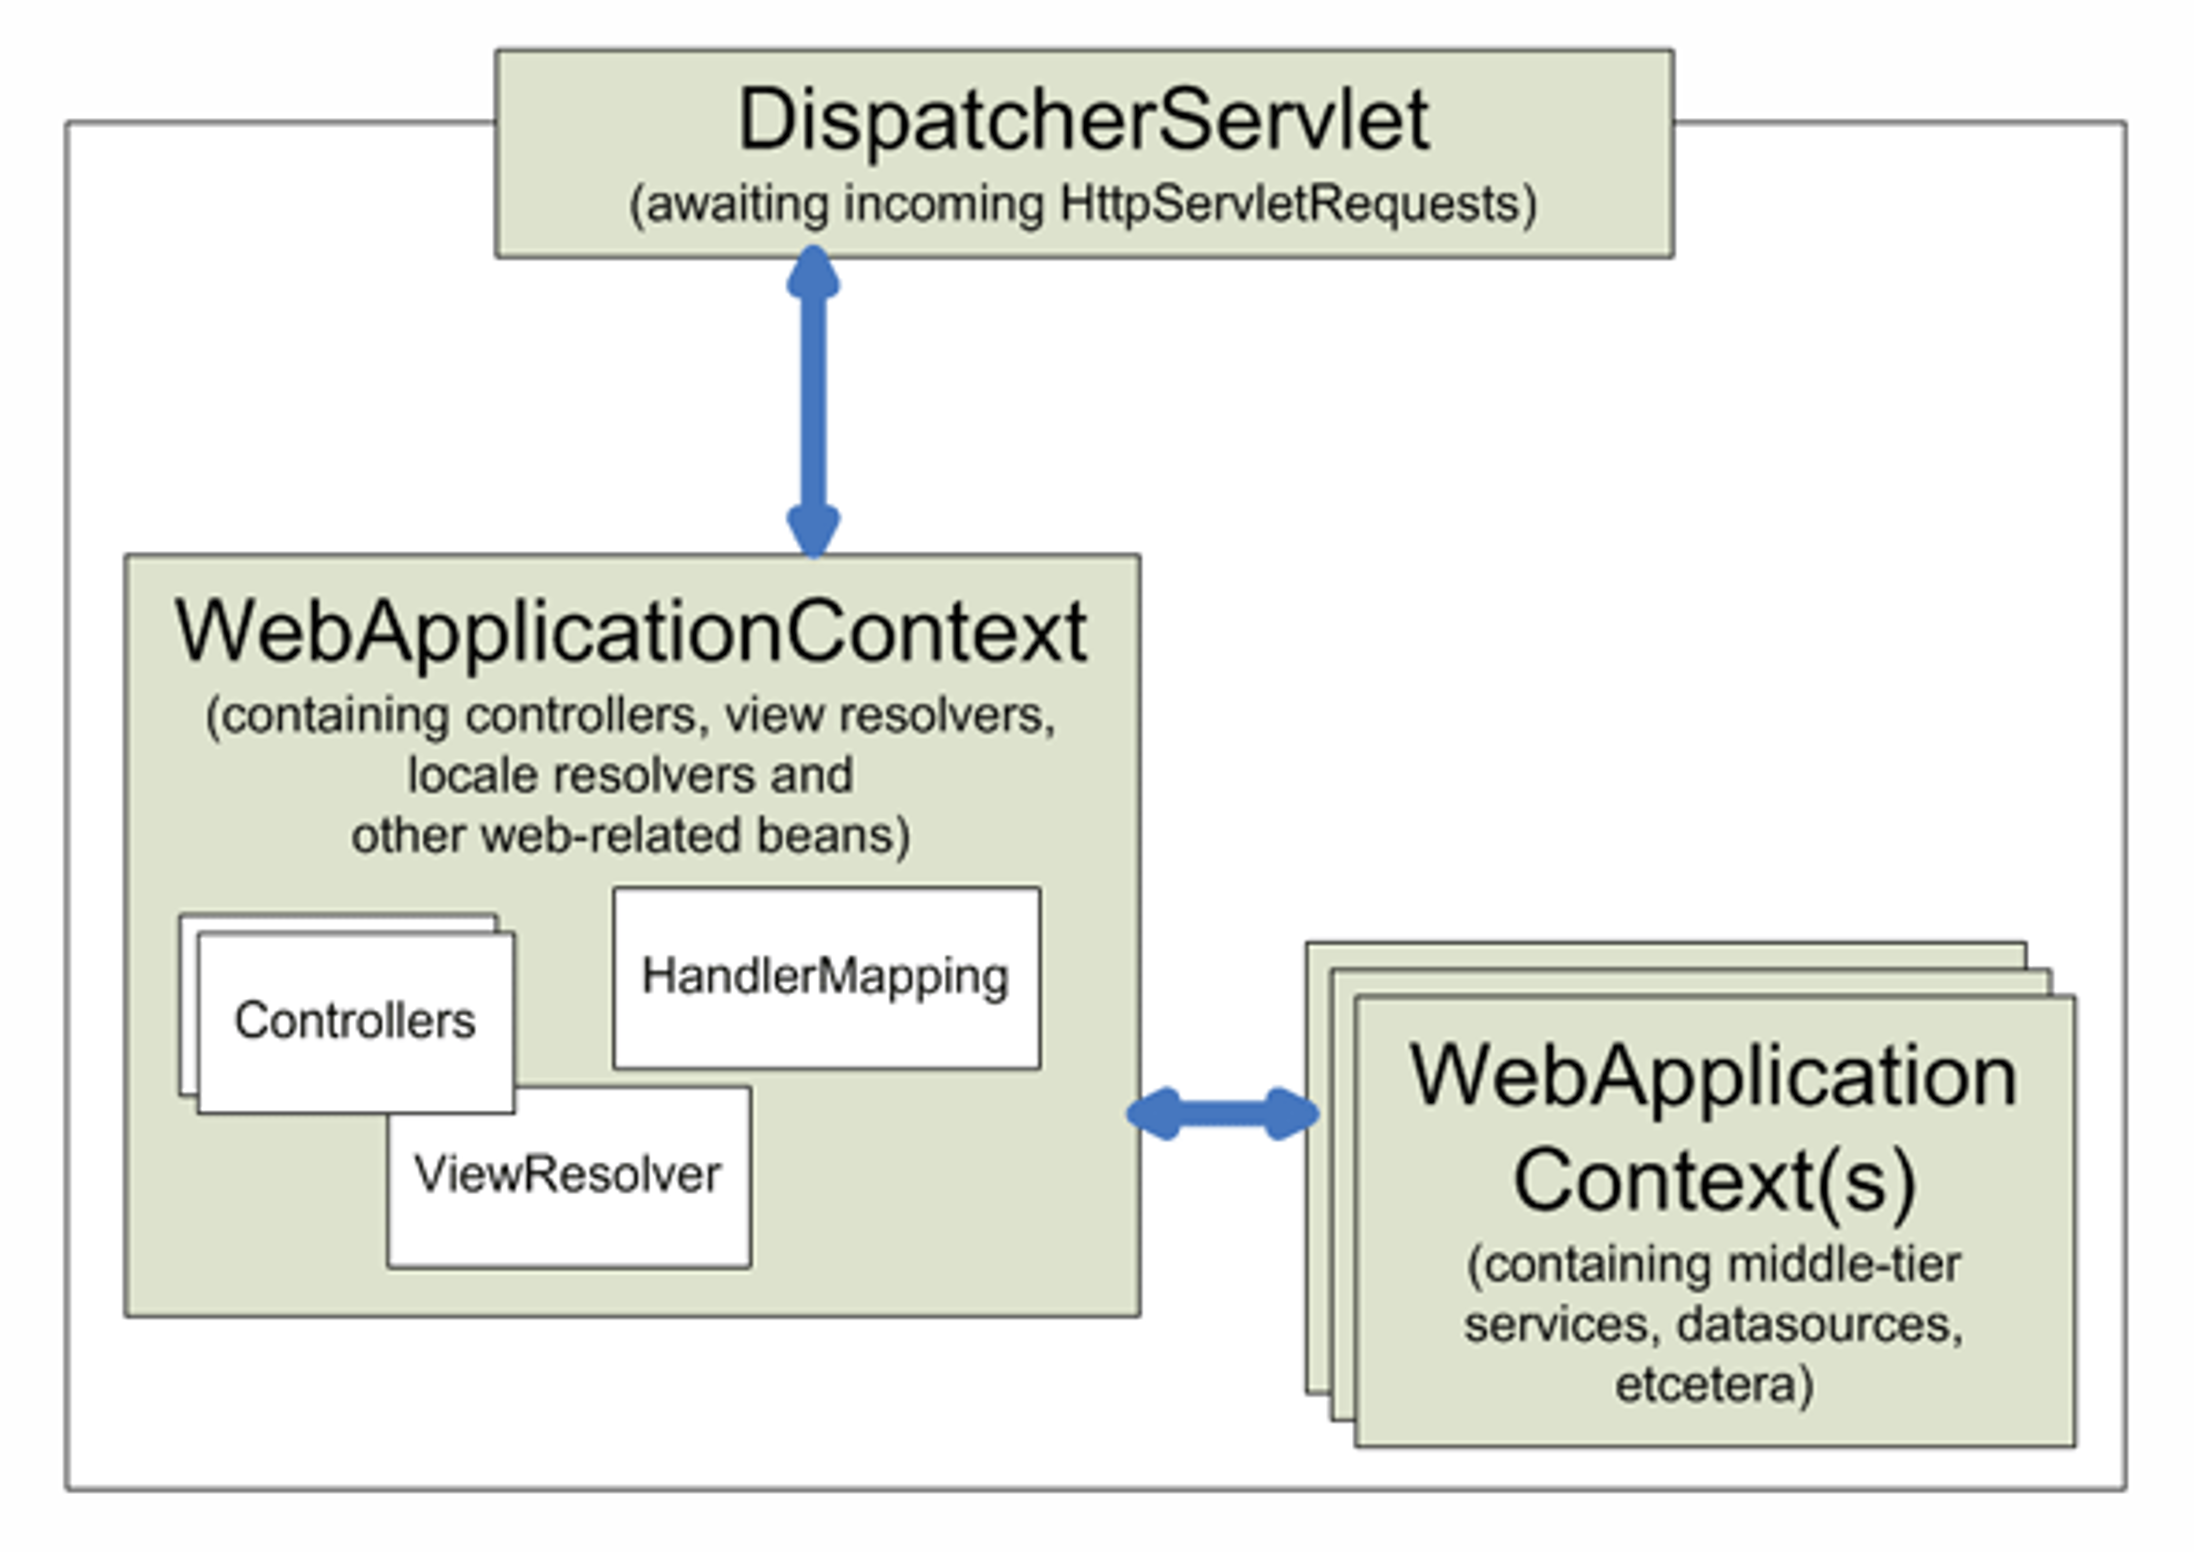 DispatcherServlet
(awaiting incoming HttpServletRequests)
WebApplicationContext
(containing controllers, view resolvers,
locale resolvers and
other web-related beans)
HandlerMapping
Controllers
ViewResolver
WebApplication
Context(s)
(containing middle-tier
services, datasources,
etcetera)